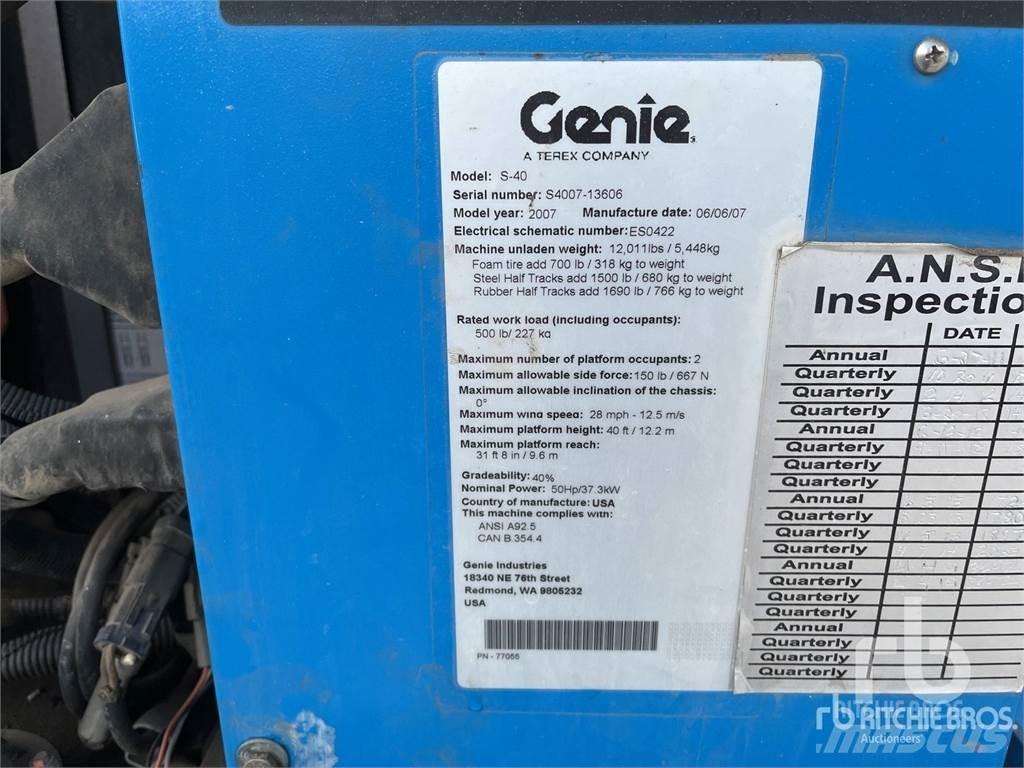 Genie
A TEREX COMPANY
Model: S-40
Serial number: S4007-13606
Model year: 2007 Manufacture date: 06/06/07
Electrical schematic number: ES0422
Machine unladen weight: 12,011lbs / 5,448kg
Foam tire add 700 lb / 318 kg to weight
Steel Half Tracks add 1500 lb / 680 kg to weight
Rubber Half Tracks add 1690 lb / 766 kg to weight
Rated work load (including occupants):
500 lb/ 227 kg
Maximum number of platform occupants: 2
Maximum allowable side force: 150 lb / 667 N
Maximum allowable inclination of the chassis:
0°
Maximum wind speed: 28 mph - 12.5 m/s
Maximum platform height: 40 ft / 12.2 m
Maximum platform reach:
31 ft 8 in / 9.6 m
Gradeability: 40%
Nominal Power: 50Hp/37.3kW
Country of manufacture: USA
This machine complies with:
ANSI A92.5
CAN B.354.4
Genie Industries
18340 NE 76th Street
Redmond, WA 9805232
USA
PN - 77055
A.N.S.I
Inspectio
DATE
Annual
Quarterly
Quarterly
Quarterly
Annual
Quarterly
Quarterly
Quarterly
Annual
Quarterly
Quarterly
Quarterly
Annual
Quarterly
Quarterly
Quarterly
Annual
Quarterly
Quarterly
Quarterly
rb
rb RITCHIE BROS.
Auctioneers